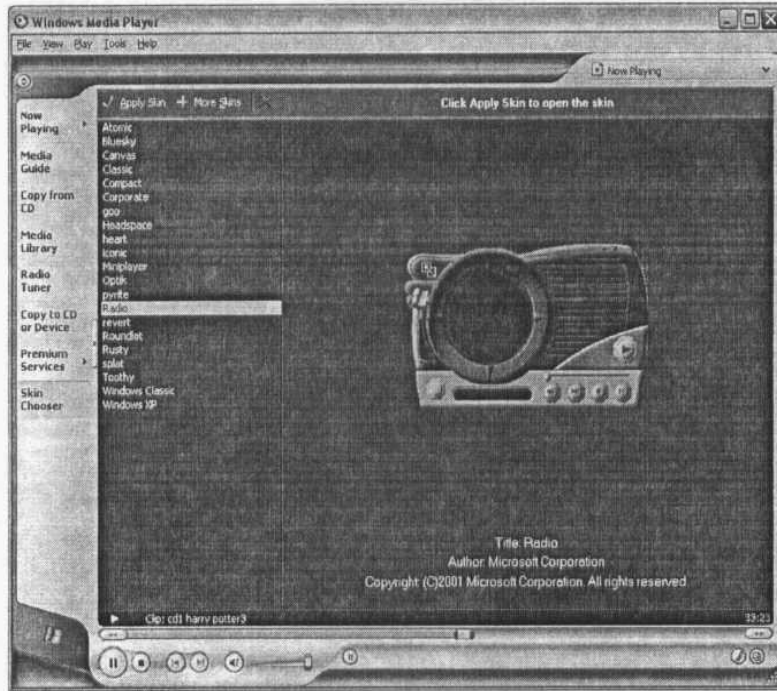 Windows Media Player
File View Play Tools Help
Now Playing
Apply Skin More Skins
Click Apply Skin to open the skin
Now
Playing
Media
Guide
Copy from
CD
Media
Library
Radio
Tuner
Copy to CD
or Device
Premium
Services
Skin
Chooser
Atomic
Bluesky
Canvas
Classic
Compact
Corporate
goo
Headspace
heart
iconic
Miniplayer
Optik
pyrite
Radio
revert
Roundlet
Rusty
splat
Toothy
Windows Classic
Windows XP
Title: Radio
Author: Microsoft Corporation
Copyright: (C)2001 Microsoft Corporation. All rights reserved
Clip: cd1 harry potter3
33:23